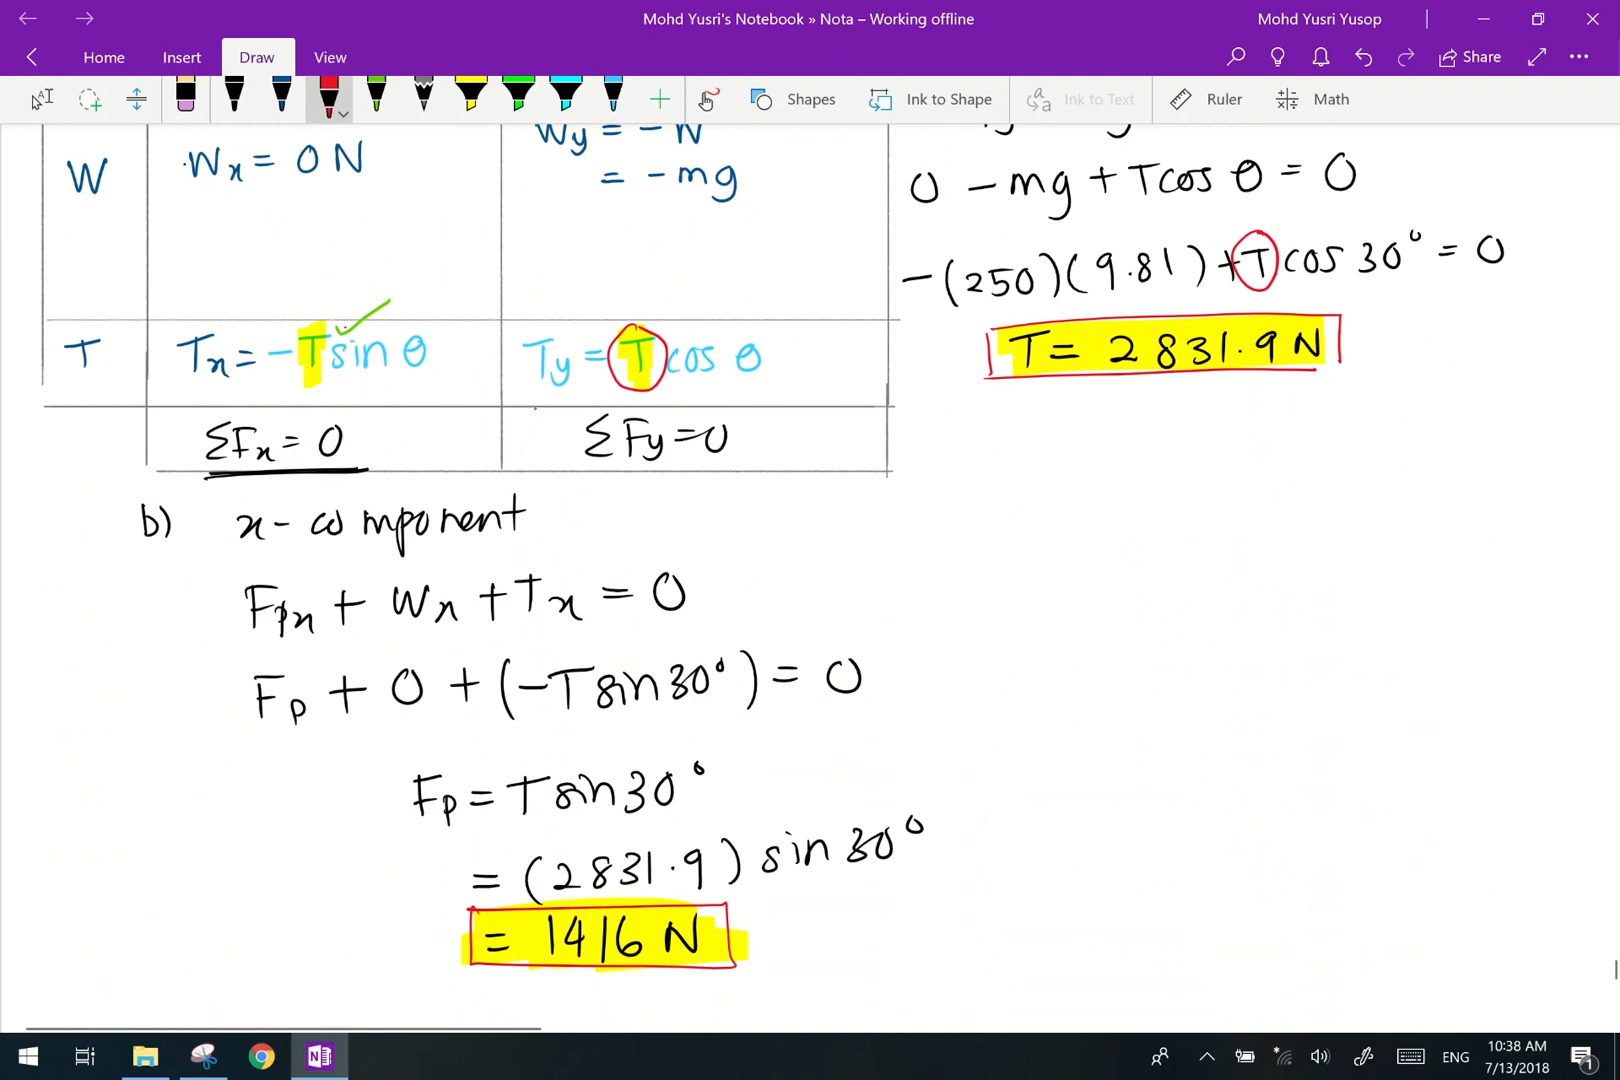 Mohd Yusri's Notebook » Nota – Working offline
Mohd Yusri Yusop
Home Insert Draw View
Share
Shapes Ink to Shape Ink to Text Ruler Math
W
Wx = 0 N
Wy = - W
= - mg
T
Tx = - T sin θ
Ty = T cos θ
ΣFx = 0
ΣFy = 0
0 - mg + T cos θ = 0
- (250)(9.81) + T cos 30° = 0
T = 2831.9 N
b) x - component
Fpx + Wx + Tx = 0
Fp + 0 + (-T sin 30°) = 0
Fp = T sin 30°
= (2831.9) sin 30°
= 1416 N
ENG
10:38 AM
7/13/2018
1